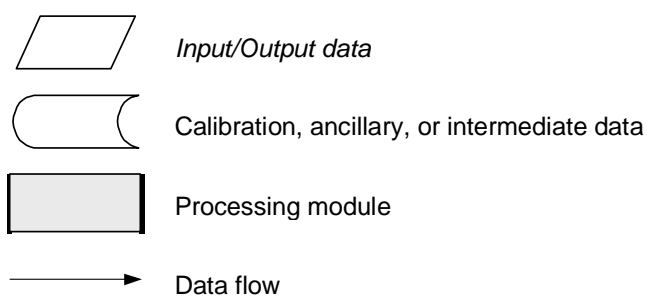 Input/Output data
Calibration, ancillary, or intermediate data
Processing module
Data flow